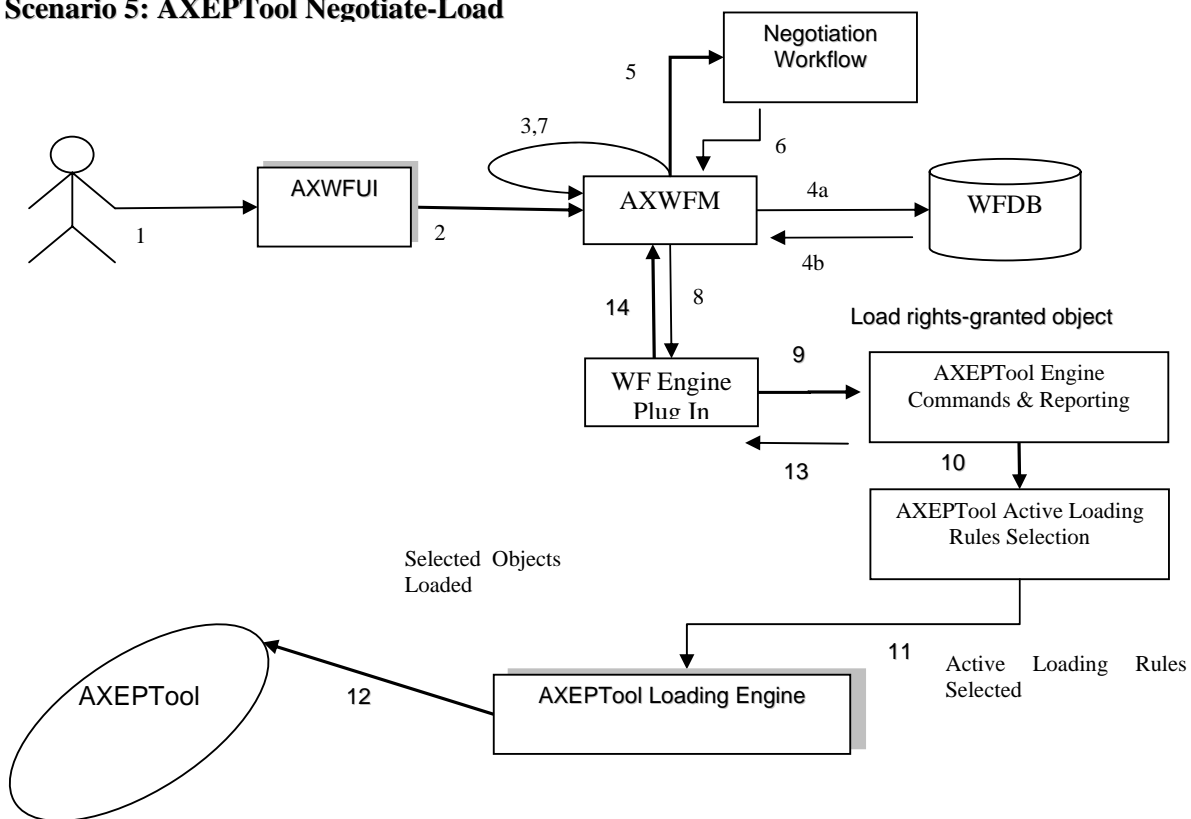 Scenario 5: AXEPTool Negotiate-Load
Negotiation
Workflow
5
3,7
6
AXWFUI
AXWFM
4a
WFDB
1
2
4b
14
8
Load rights-granted object
9
WF Engine
Plug In
AXEPTool Engine
Commands & Reporting
13
10
AXEPTool Active Loading
Rules Selection
Selected Objects
Loaded
11
Active Loading Rules
Selected
AXEPTool
12
AXEPTool Loading Engine